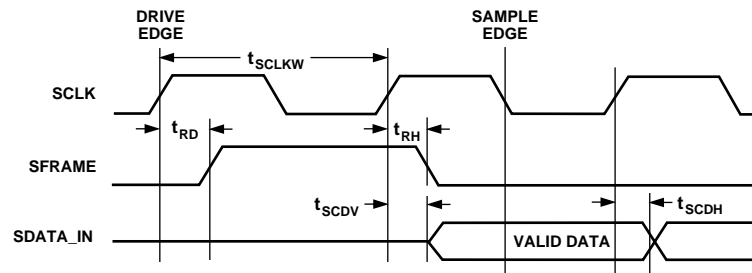 DRIVE
EDGE
SAMPLE
EDGE
tSCLKW
SCLK
tRD
tRH
SFRAME
tSCDV
tSCDH
SDATA_IN
VALID DATA